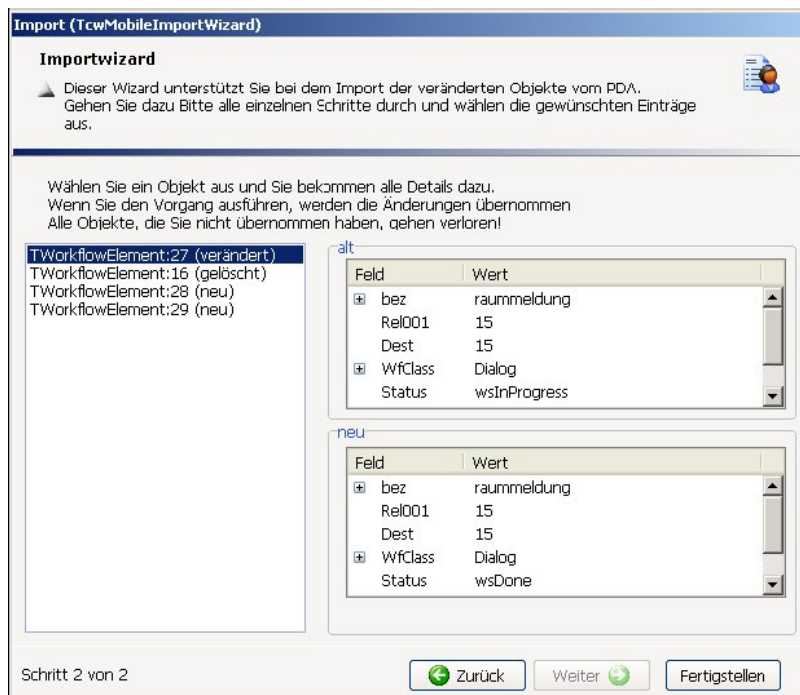 Import (TcwMobileImportWizard)
Importwizard
Dieser Wizard unterstützt Sie bei dem Import der veränderten Objekte vom PDA.
Gehen Sie dazu Bitte alle einzelnen Schritte durch und wählen die gewünschten Einträge
aus.
Wählen Sie ein Objekt aus und Sie bekommen alle Details dazu.
Wenn Sie den Vorgang ausführen, werden die Änderungen übernommen
Alle Objekte, die Sie nicht übernommen haben, gehen verloren!
TWorkflowElement:27 (verändert)
TWorkflowElement:16 (gelöscht)
TWorkflowElement:28 (neu)
TWorkflowElement:29 (neu)
alt
Feld Wert
bez raummeldung
Rel001 15
Dest 15
WfClass Dialog
Status wsInProgress
neu
Feld Wert
bez raummeldung
Rel001 15
Dest 15
WfClass Dialog
Status wsDone
Schritt 2 von 2
Zurück
Weiter
Fertigstellen